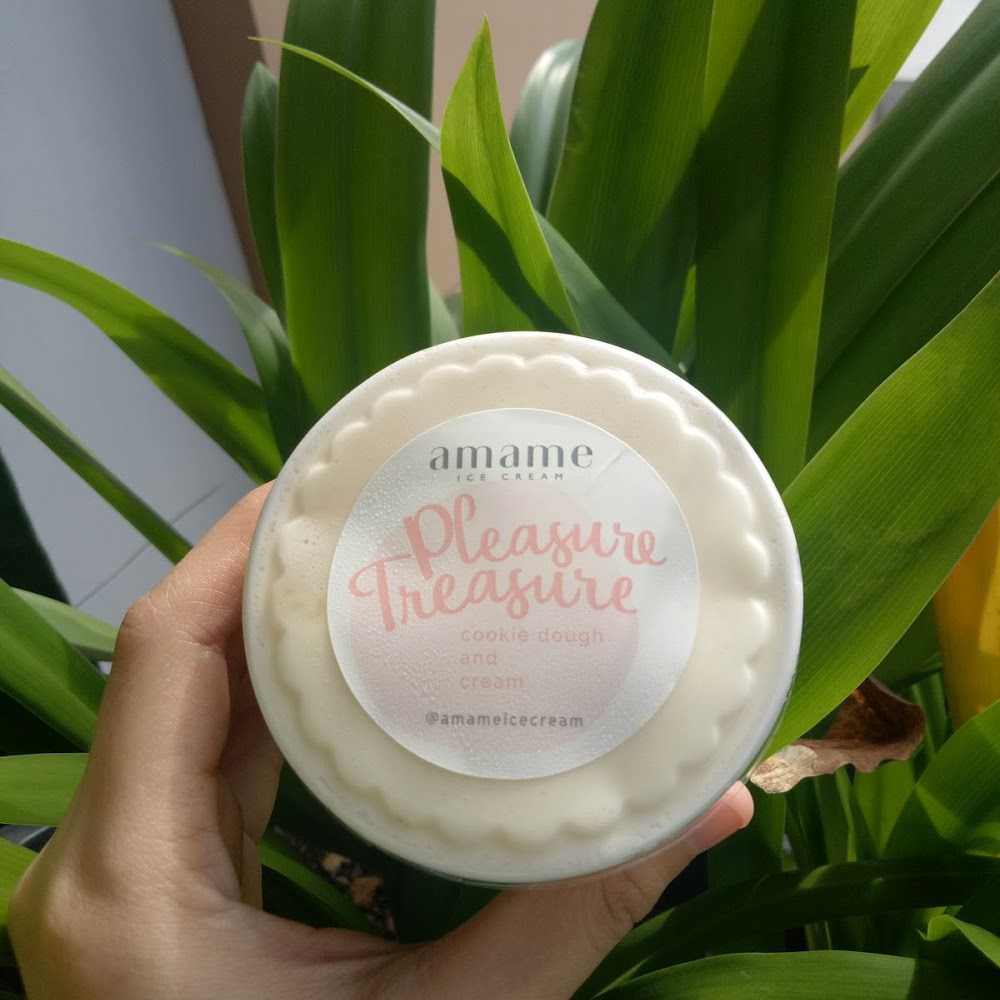 amame
ICE CREAM
Pleasure
Treasure
cookie dough
and
cream
@amameicecream